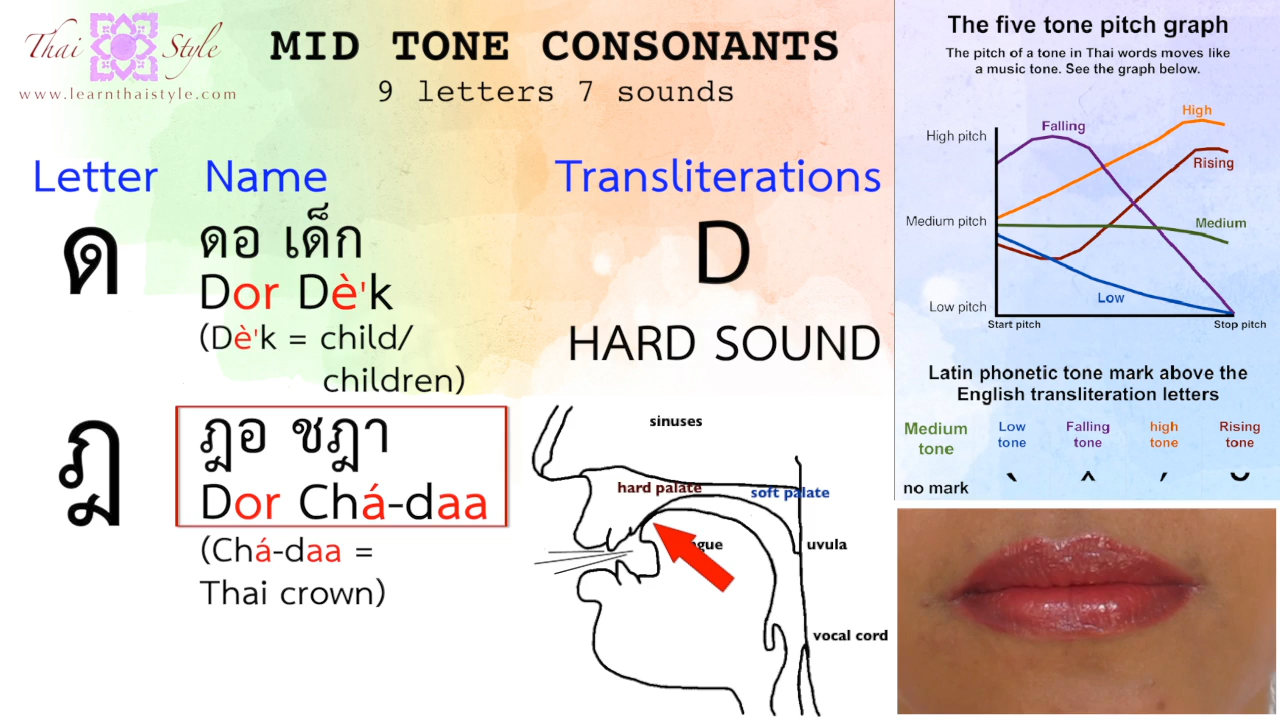 Thai Style
www.learnthaistyle.com
MID TONE CONSONANTS
9 letters 7 sounds
Letter Name Transliterations
ด
ดอ เด็ก
Dor Dè'k
(Dè'k = child/
children)
D
HARD SOUND
ฎ
ฎอ ชฎา
Dor Chá-daa
(Chá-daa =
Thai crown)
sinuses
hard palate
soft palate
uvula
vocal cord
The five tone pitch graph
The pitch of a tone in Thai words moves like
a music tone. See the graph below.
High
Falling
High pitch
Rising
Medium pitch
Medium
Low
Low pitch
Start pitch
Stop pitch
Latin phonetic tone mark above the
English transliteration letters
Medium
tone
Low
tone
Falling
tone
high
tone
Rising
tone
no mark